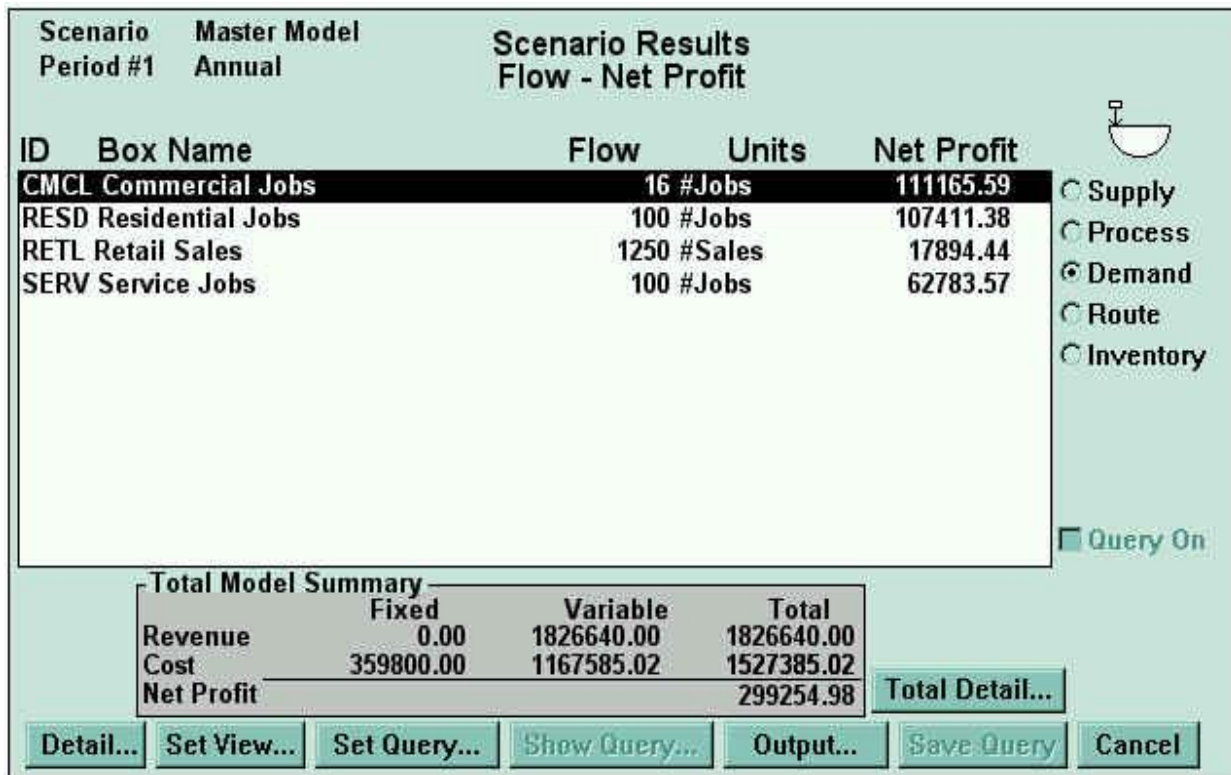 Scenario Master Model
Period #1 Annual
Scenario Results
Flow - Net Profit
ID Box Name Flow Units Net Profit
CMCL Commercial Jobs 16 #Jobs 111165.59
RESD Residential Jobs 100 #Jobs 107411.38
RETL Retail Sales 1250 #Sales 17894.44
SERV Service Jobs 100 #Jobs 62783.57
Supply
Process
Demand
Route
Inventory
Query On
Total Model Summary
Fixed Variable Total
Revenue 0.00 1826640.00 1826640.00
Cost 359800.00 1167585.02 1527385.02
Net Profit 299254.98
Total Detail...
Detail... Set View... Set Query... Show Query... Output... Save Query Cancel